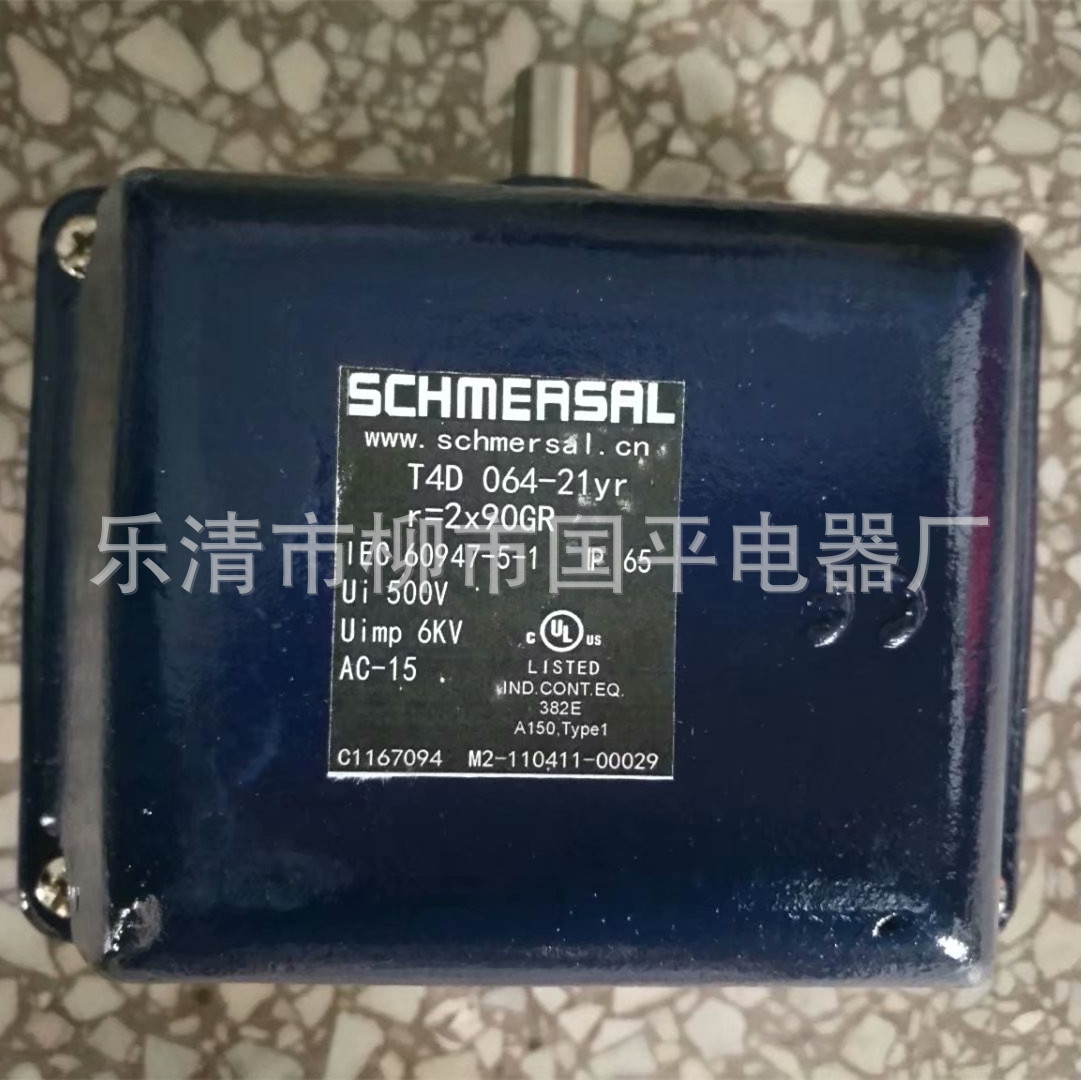 SCHMERSAL
www.schmersal.cn
T4D 064-21yr
r=2x90GR
乐清市柳市国平电器厂
IEC 60947-5-1 IP 65
Ui 500V
Uimp 6KV
AC-15
C UL US
LISTED
IND.CONT.EQ.
382E
A150,Type1
C1167094 M2-110411-00029